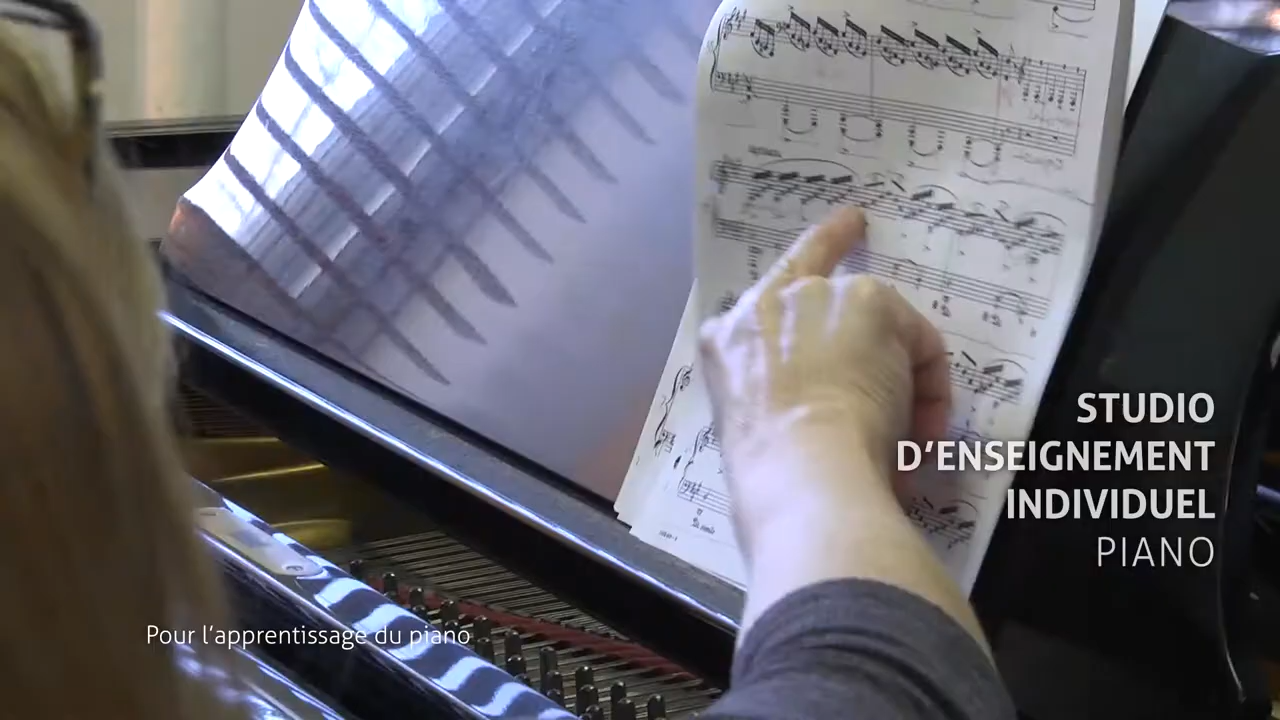 STUDIO
D'ENSEIGNEMENT
INDIVIDUEL
PIANO
Pour l'apprentissage du piano